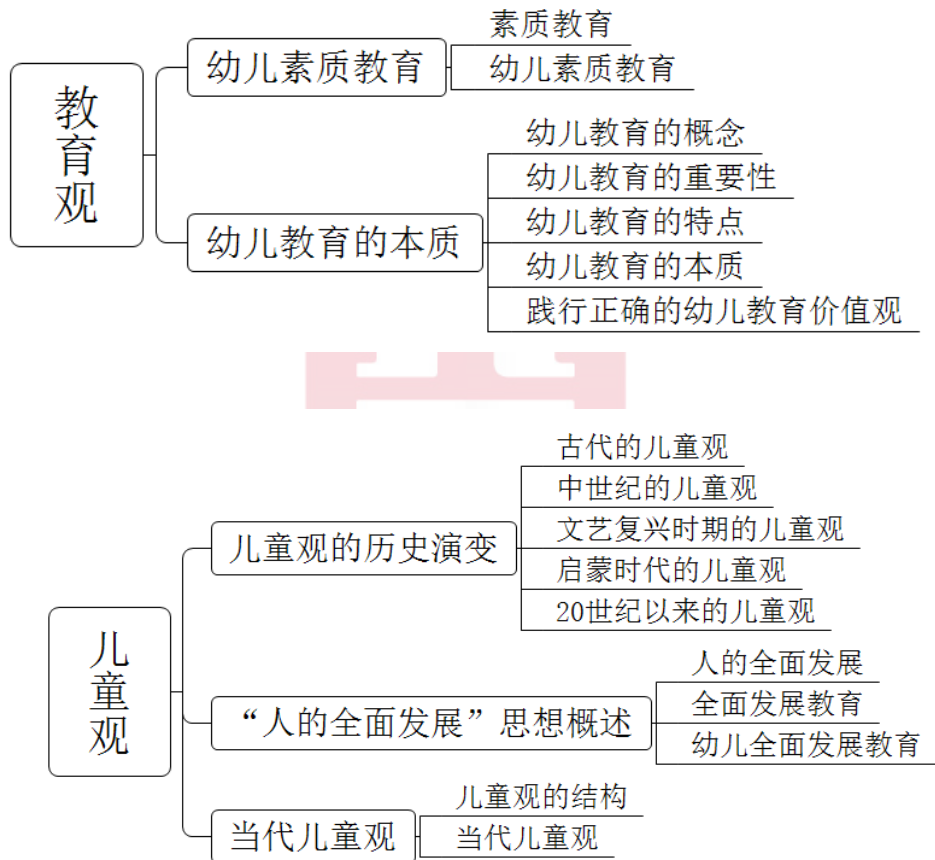 教育观
幼儿素质教育
素质教育
幼儿素质教育
幼儿教育的本质
幼儿教育的概念
幼儿教育的重要性
幼儿教育的特点
幼儿教育的本质
践行正确的幼儿教育价值观
儿童观
儿童观的历史演变
古代的儿童观
中世纪的儿童观
文艺复兴时期的儿童观
启蒙时代的儿童观
20世纪以来的儿童观
“人的全面发展”思想概述
人的全面发展
全面发展教育
幼儿全面发展教育
当代儿童观
儿童观的结构
当代儿童观